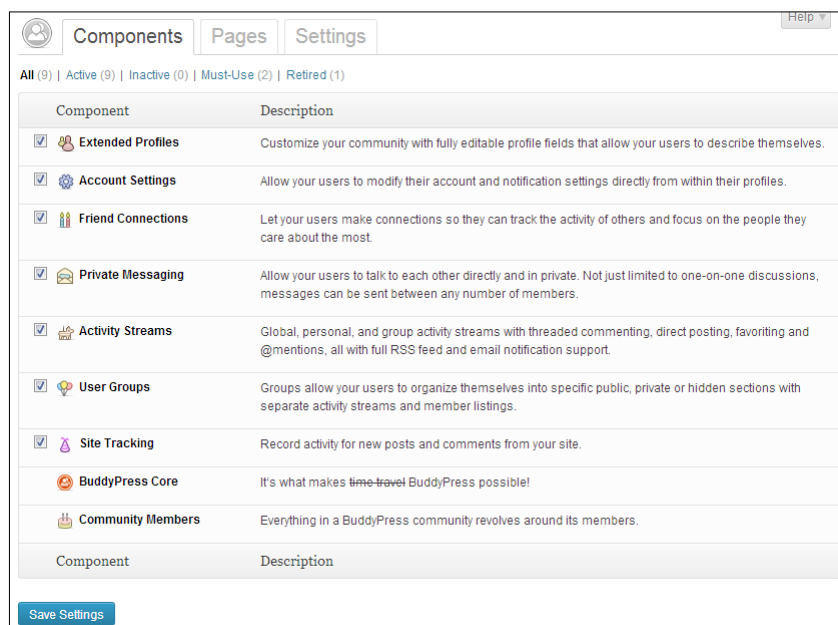 Help ▼
Components Pages Settings
All (9) | Active (9) | Inactive (0) | Must-Use (2) | Retired (1)
Component Description
Extended Profiles Customize your community with fully editable profile fields that allow your users to describe themselves.
Account Settings Allow your users to modify their account and notification settings directly from within their profiles.
Friend Connections Let your users make connections so they can track the activity of others and focus on the people they
care about the most.
Private Messaging Allow your users to talk to each other directly and in private. Not just limited to one-on-one discussions,
messages can be sent between any number of members.
Activity Streams Global, personal, and group activity streams with threaded commenting, direct posting, favoriting and
@mentions, all with full RSS feed and email notification support.
User Groups Groups allow your users to organize themselves into specific public, private or hidden sections with
separate activity streams and member listings.
Site Tracking Record activity for new posts and comments from your site.
BuddyPress Core It's what makes time travel BuddyPress possible!
Community Members Everything in a BuddyPress community revolves around its members.
Component Description
Save Settings